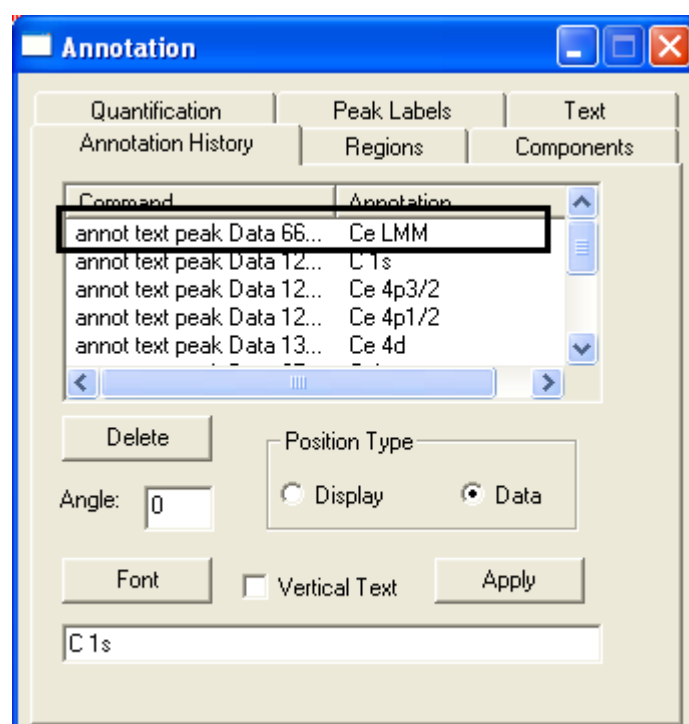 Annotation
Quantification Peak Labels Text
Annotation History Regions Components
Command Annotation
annot text peak Data 66... Ce LMM
annot text peak Data 12... C 1s
annot text peak Data 12... Ce 4p3/2
annot text peak Data 12... Ce 4p1/2
annot text peak Data 13... Ce 4d
Delete Position Type
Angle: 0 Display Data
Font Vertical Text Apply
C 1s